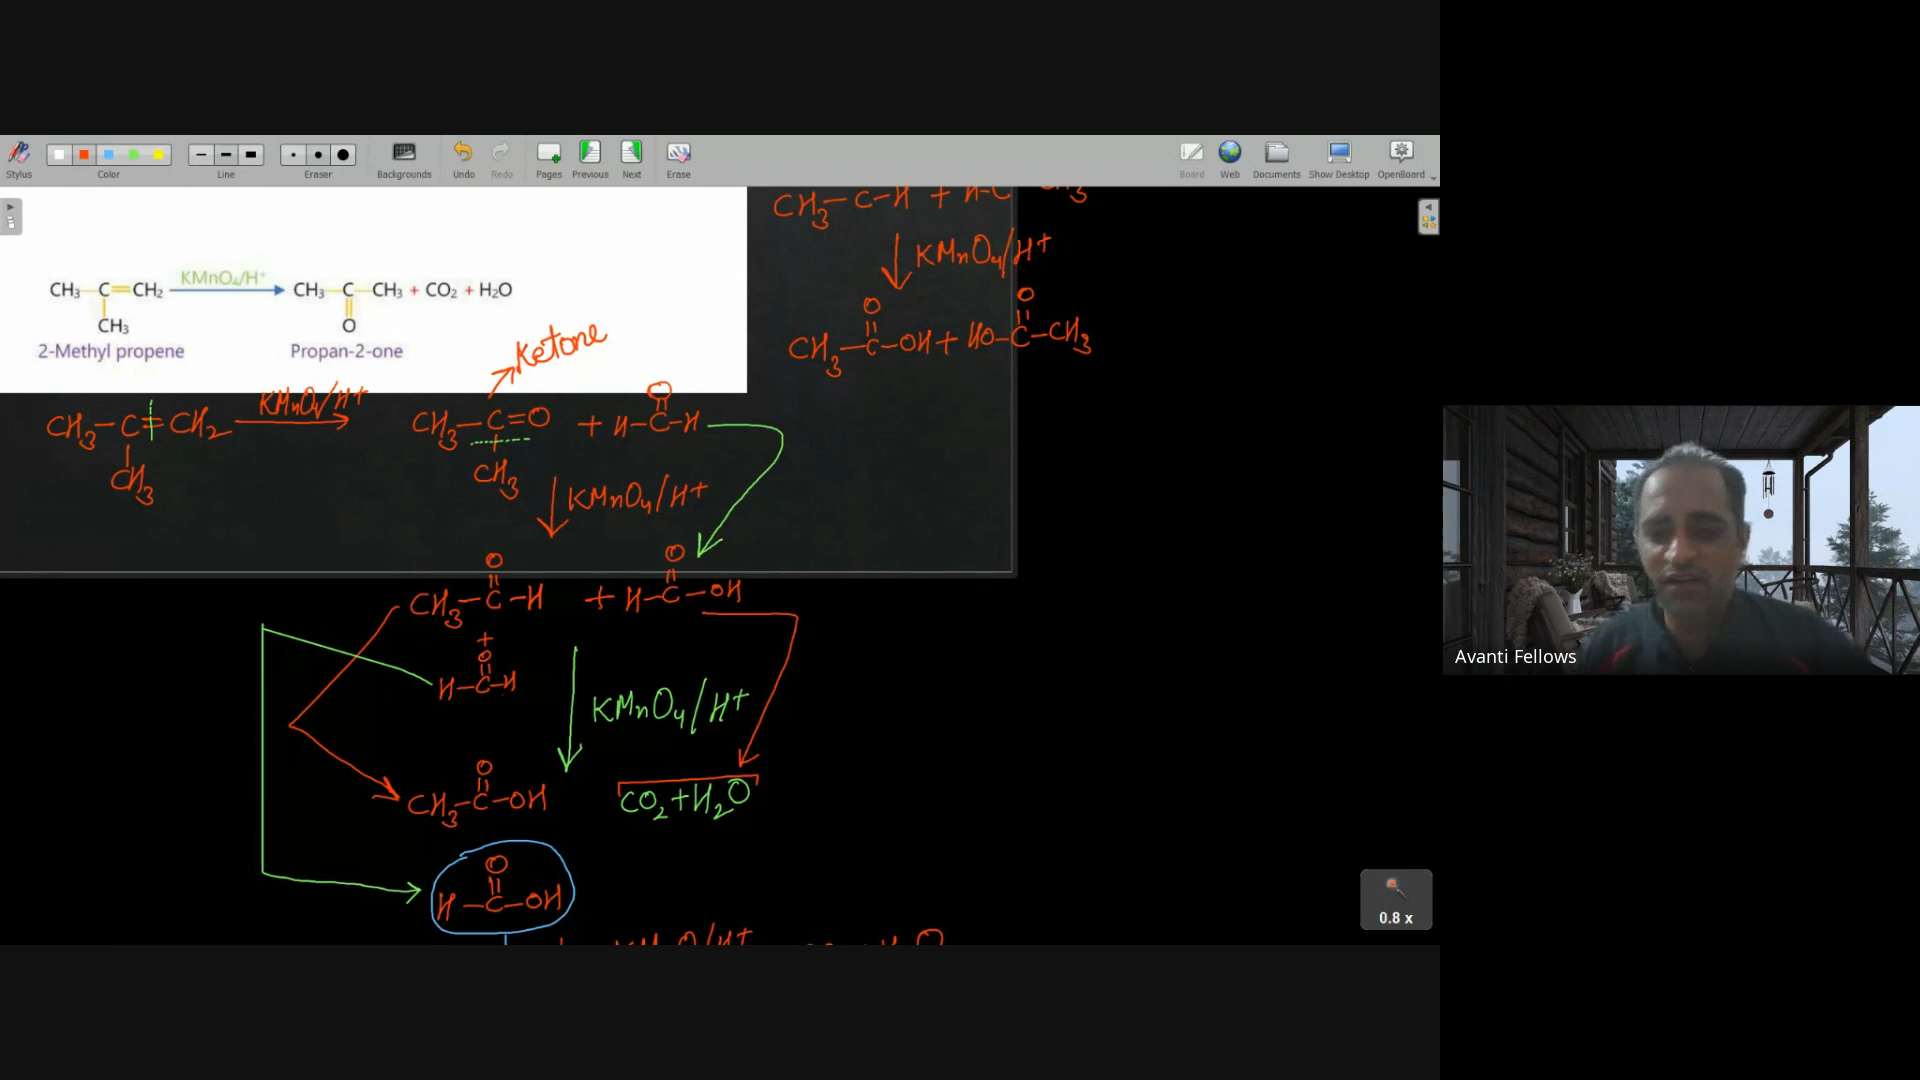 Stylus Color Line Eraser Backgrounds Undo Redo Pages Previous Next Erase Board Web Documents Show Desktop OpenBoard
CH₃–C–H + H–C CH₃
↓ KMnO₄/H⁺
KMnO₄/H⁺
CH₃ C=CH₂ → CH₃ C CH₃ + CO₂ + H₂O
CH₃ O
2-Methyl propene Propan-2-one
Ketone
O O
CH₃–C–OH + HO–C–CH₃
KMnO₄/H⁺
O
CH₃–C=CH₂ → CH₃–C=O + H–C–H
CH₃ CH₃
↓ KMnO₄/H⁺
O O
CH₃–C–H + H–C–OH
+
O
H–C–H
↓ KMnO₄/H⁺
O
CH₃–C–OH CO₂+H₂O
O
H–C–OH
Avanti Fellows
0.8 x